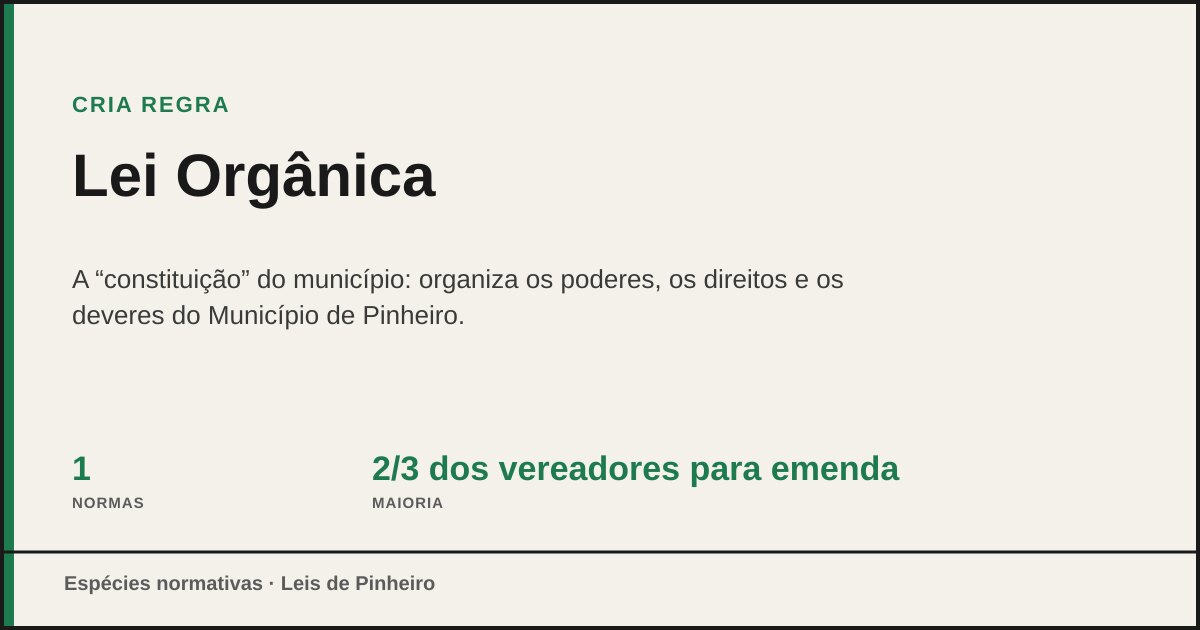 CRIA REGRA
Lei Orgânica
A “constituição” do município: organiza os poderes, os direitos e os
deveres do Município de Pinheiro.
1
NORMAS
2/3 dos vereadores para emenda
MAIORIA
Espécies normativas · Leis de Pinheiro